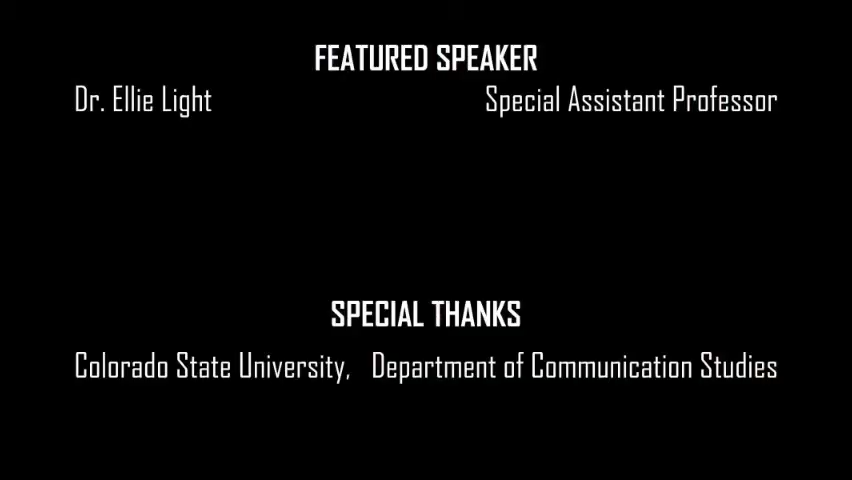 FEATURED SPEAKER
Dr. Ellie Light Special Assistant Professor
SPECIAL THANKS
Colorado State University, Department of Communication Studies